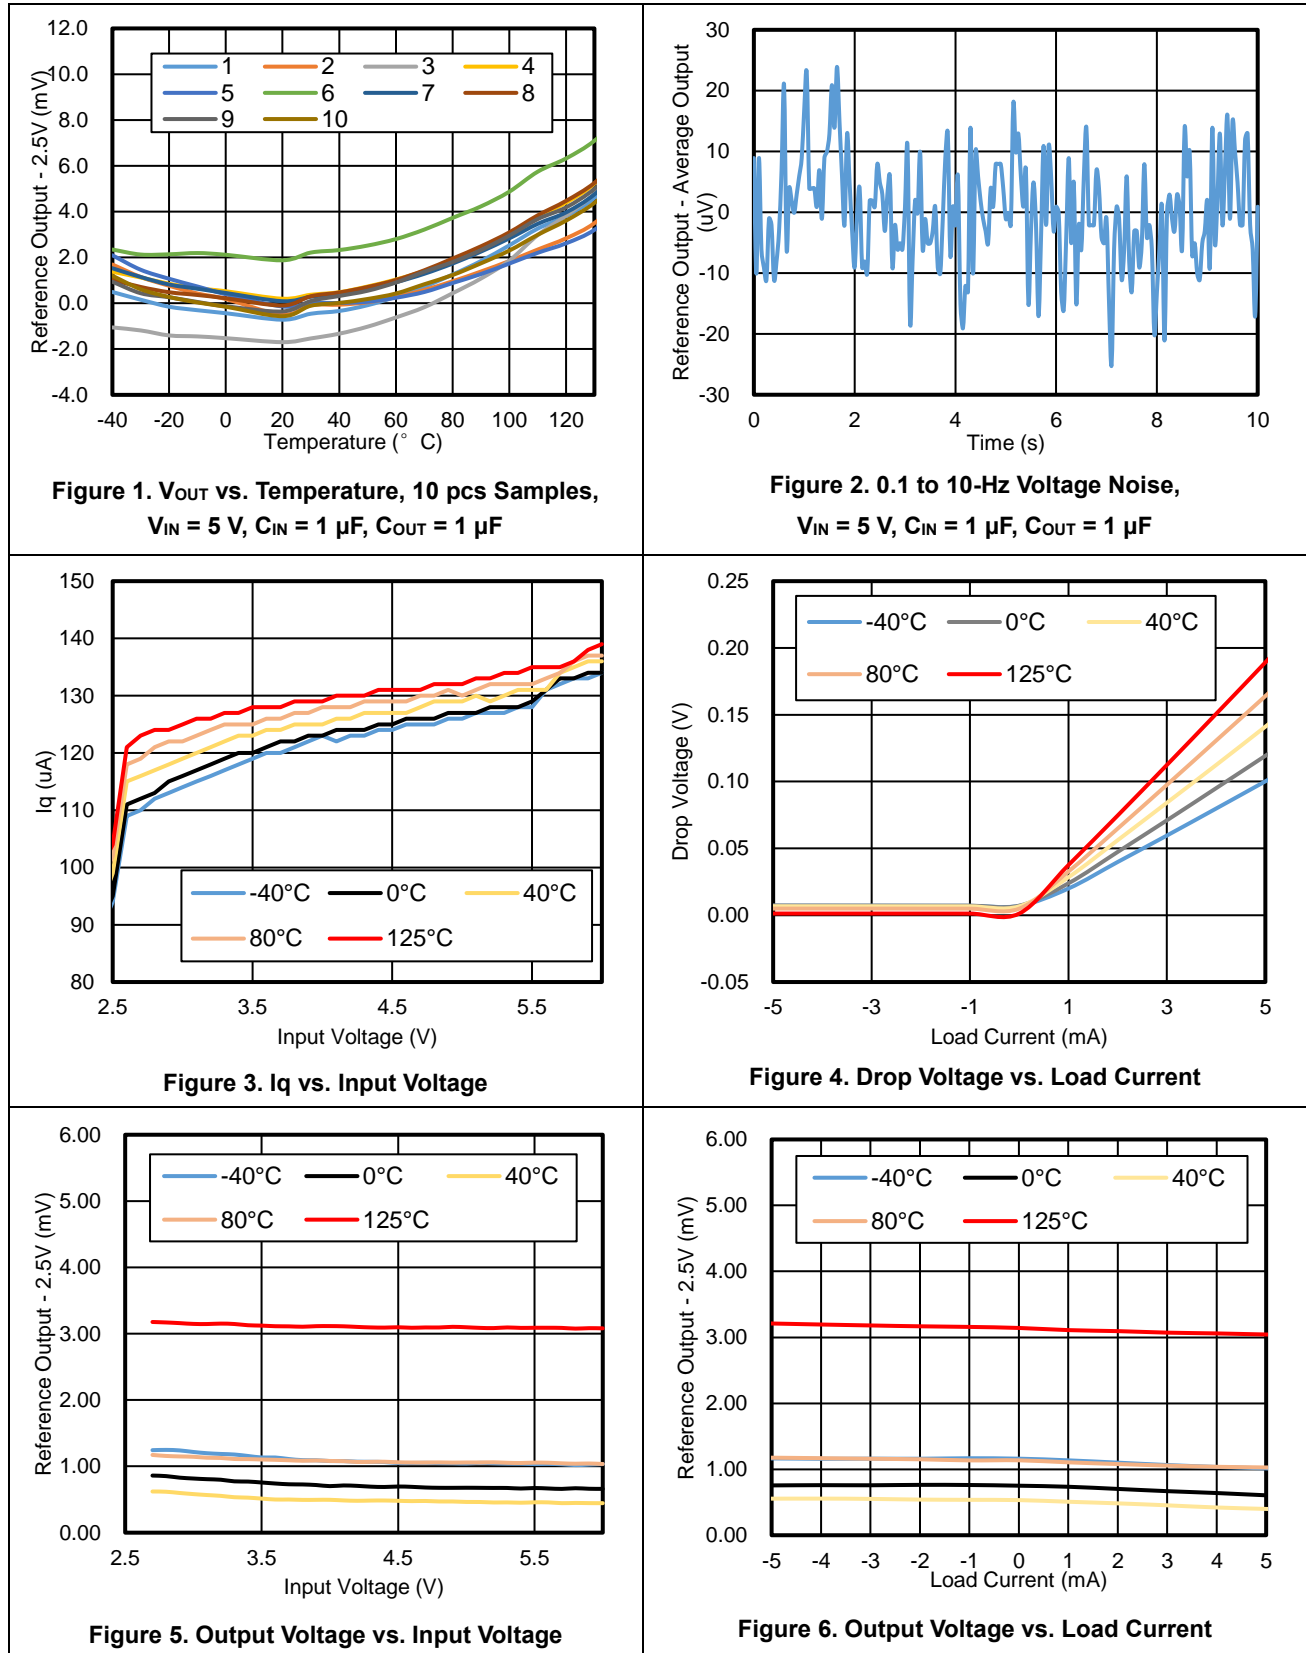 12.0
10.0
8.0
6.0
4.0
2.0
0.0
-2.0
-4.0
Reference Output - 2.5V (mV)
1 2 3 4
5 6 7 8
9 10
-40 -20 0 20 40 60 80 100 120
Temperature (° C)
Figure 1. VOUT vs. Temperature, 10 pcs Samples,
VIN = 5 V, CIN = 1 µF, COUT = 1 µF
30
20
10
0
-10
-20
-30
Reference Output - Average Output
(uV)
0 2 4 6 8 10
Time (s)
Figure 2. 0.1 to 10-Hz Voltage Noise,
VIN = 5 V, CIN = 1 µF, COUT = 1 µF
150
140
130
120
110
100
90
80
Iq (uA)
-40°C 0°C 40°C
80°C 125°C
2.5 3.5 4.5 5.5
Input Voltage (V)
Figure 3. Iq vs. Input Voltage
0.25
0.20
0.15
0.10
0.05
0.00
-0.05
Drop Voltage (V)
-40°C 0°C 40°C
80°C 125°C
-5 -3 -1 1 3 5
Load Current (mA)
Figure 4. Drop Voltage vs. Load Current
6.00
5.00
4.00
3.00
2.00
1.00
0.00
Reference Output - 2.5V (mV)
-40°C 0°C 40°C
80°C 125°C
2.5 3.5 4.5 5.5
Input Voltage (V)
Figure 5. Output Voltage vs. Input Voltage
6.00
5.00
4.00
3.00
2.00
1.00
0.00
Reference Output - 2.5V (mV)
-40°C 0°C 40°C
80°C 125°C
-5 -4 -3 -2 -1 0 1 2 3 4 5
Load Current (mA)
Figure 6. Output Voltage vs. Load Current